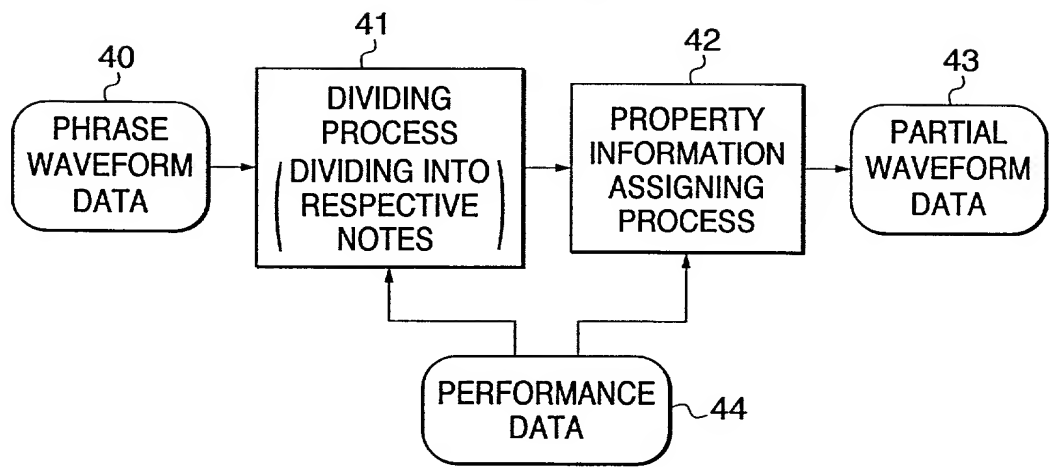 40
PHRASE
WAVEFORM
DATA
41
DIVIDING
PROCESS
(DIVIDING INTO
RESPECTIVE
NOTES)
42
PROPERTY
INFORMATION
ASSIGNING
PROCESS
43
PARTIAL
WAVEFORM
DATA
PERFORMANCE
DATA
44